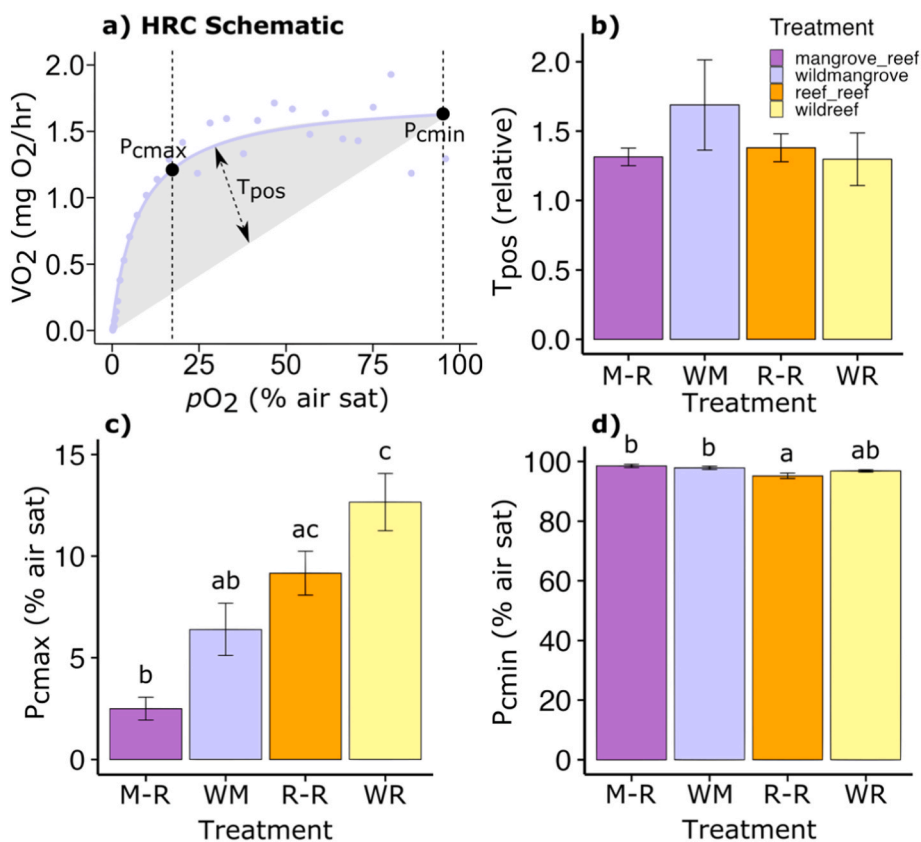 a) HRC Schematic
VO2 (mg O2/hr)
2.0
1.5
1.0
0.5
0.0
Pcmax
Pcmin
Tpos
0
25
50
75
100
pO2 (% air sat)
b)
Treatment
mangrove_reef
wildmangrove
reef_reef
wildreef
Tpos (relative)
2.0
1.5
1.0
0.5
0.0
M-R WM R-R WR
Treatment
c)
Pcmax (% air sat)
15
10
5
0
b
ab
ac
c
M-R WM R-R WR
Treatment
d)
Pcmin (% air sat)
100
80
60
40
20
0
b b a ab
M-R WM R-R WR
Treatment